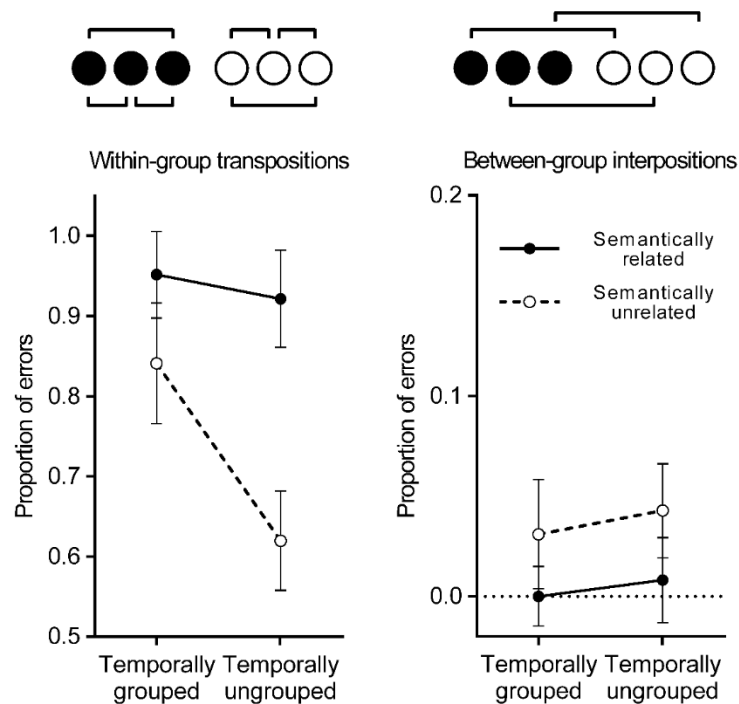 Within-group transpositions
Between-group interpositions
Proportion of errors
1.0
0.9
0.8
0.7
0.6
0.5
Temporally
grouped
Temporally
ungrouped
Proportion of errors
0.2
0.1
0.0
Semantically
related
Semantically
unrelated
Temporally
grouped
Temporally
ungrouped